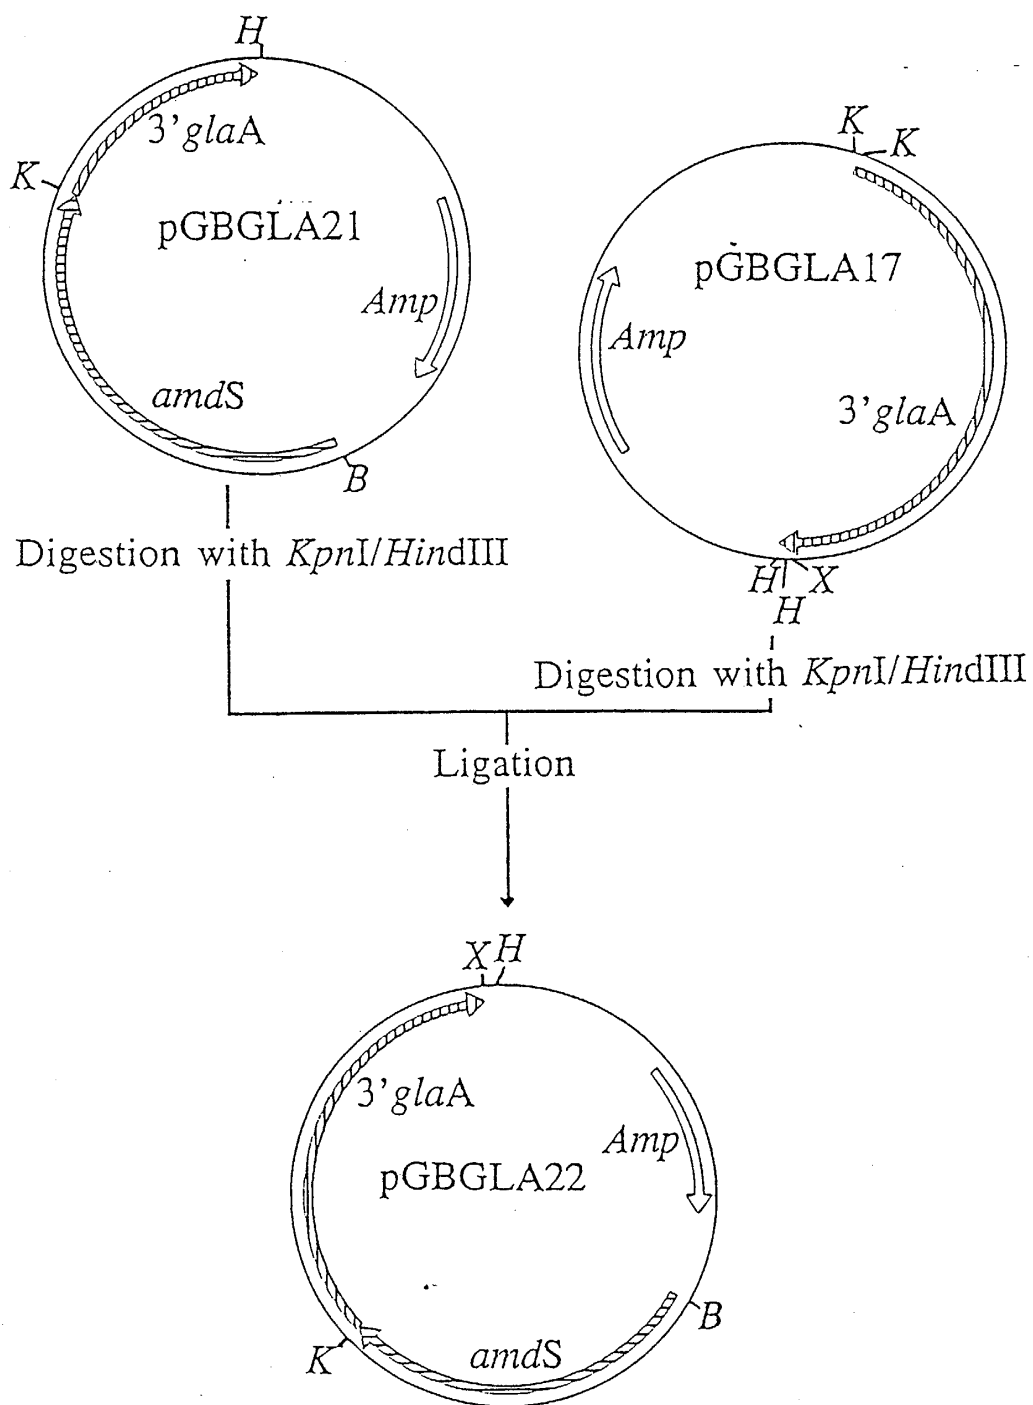 H
3'glaA
K
pGBGLA21
Amp
amdS
B
Digestion with KpnI/HindIII
K
K
pGBGLA17
Amp
3'glaA
H
X
H
Digestion with KpnI/HindIII
Ligation
X H
3'glaA
Amp
pGBGLA22
B
K
amdS